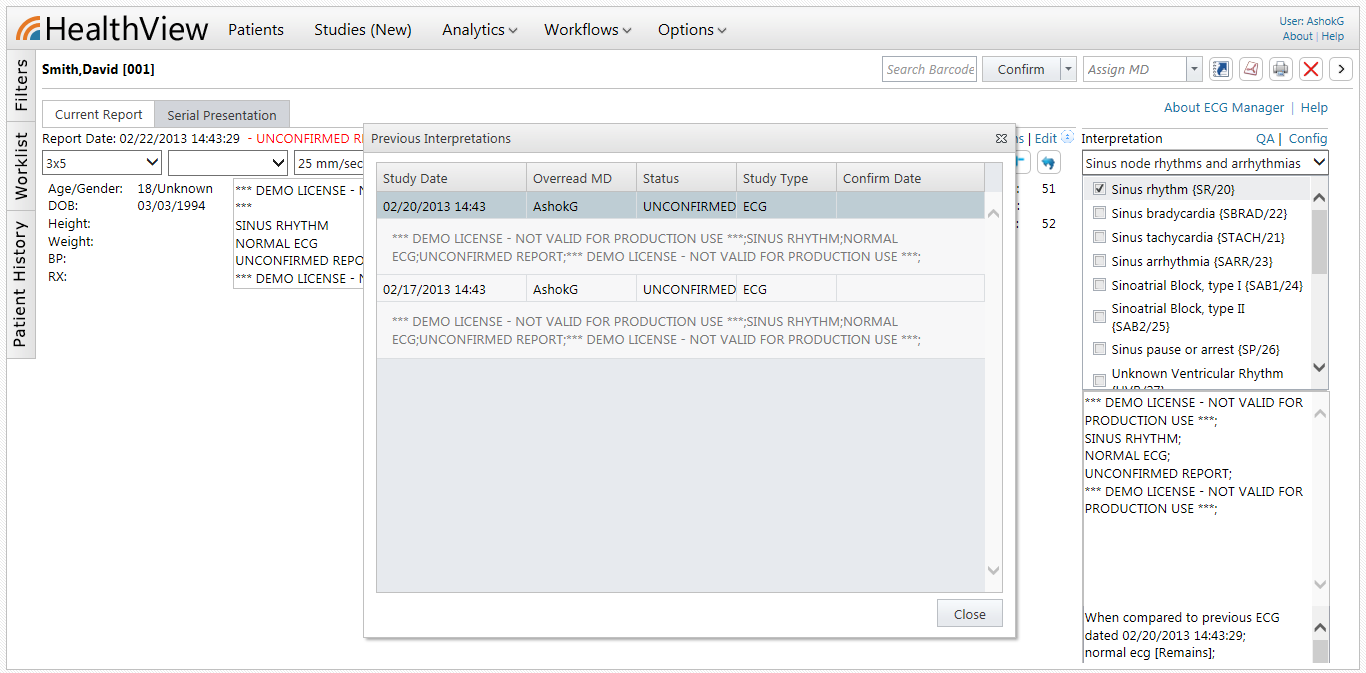 HealthView
Patients
Studies (New)
Analytics
Workflows
Options
User: AshokG
About | Help
Filters
Worklist
Patient History
Smith,David [001]
Search Barcode
Confirm
Assign MD
Current Report
Serial Presentation
About ECG Manager | Help
Report Date: 02/22/2013 14:43:29 - UNCONFIRMED
3x5
25 mm/sec
Age/Gender: 18/Unknown
DOB: 03/03/1994
Height:
Weight:
BP:
RX:
*** DEMO LICENSE -
***
SINUS RHYTHM
NORMAL ECG
UNCONFIRMED
*** DEMO LICENSE -
Previous Interpretations
Study Date Overread MD Status Study Type Confirm Date
02/20/2013 14:43 AshokG UNCONFIRMED ECG
*** DEMO LICENSE - NOT VALID FOR PRODUCTION USE ***;SINUS RHYTHM;NORMAL
ECG;UNCONFIRMED REPORT;*** DEMO LICENSE - NOT VALID FOR PRODUCTION USE ***;
02/17/2013 14:43 AshokG UNCONFIRMED ECG
*** DEMO LICENSE - NOT VALID FOR PRODUCTION USE ***;SINUS RHYTHM;NORMAL
ECG;UNCONFIRMED REPORT;*** DEMO LICENSE - NOT VALID FOR PRODUCTION USE ***;
Close
| Edit
: 51
:
: 52
Interpretation
QA | Config
Sinus node rhythms and arrhythmias
Sinus rhythm {SR/20}
Sinus bradycardia {SBRAD/22}
Sinus tachycardia {STACH/21}
Sinus arrhythmia {SARR/23}
Sinoatrial Block, type I {SAB1/24}
Sinoatrial Block, type II
{SAB2/25}
Sinus pause or arrest {SP/26}
Unknown Ventricular Rhythm
*** DEMO LICENSE - NOT VALID FOR
PRODUCTION USE ***;
SINUS RHYTHM;
NORMAL ECG;
UNCONFIRMED REPORT;
*** DEMO LICENSE - NOT VALID FOR
PRODUCTION USE ***;
When compared to previous ECG
dated 02/20/2013 14:43:29;
normal ecg [Remains];